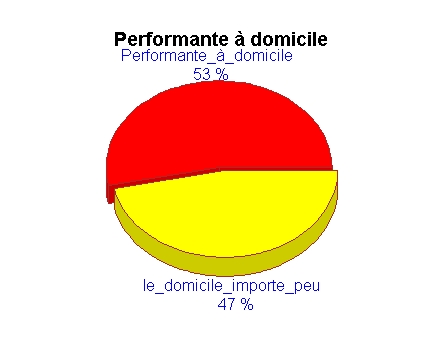 Performante à domicile
Performante_à_domicile
53 %
le_domicile_importe_peu
47 %